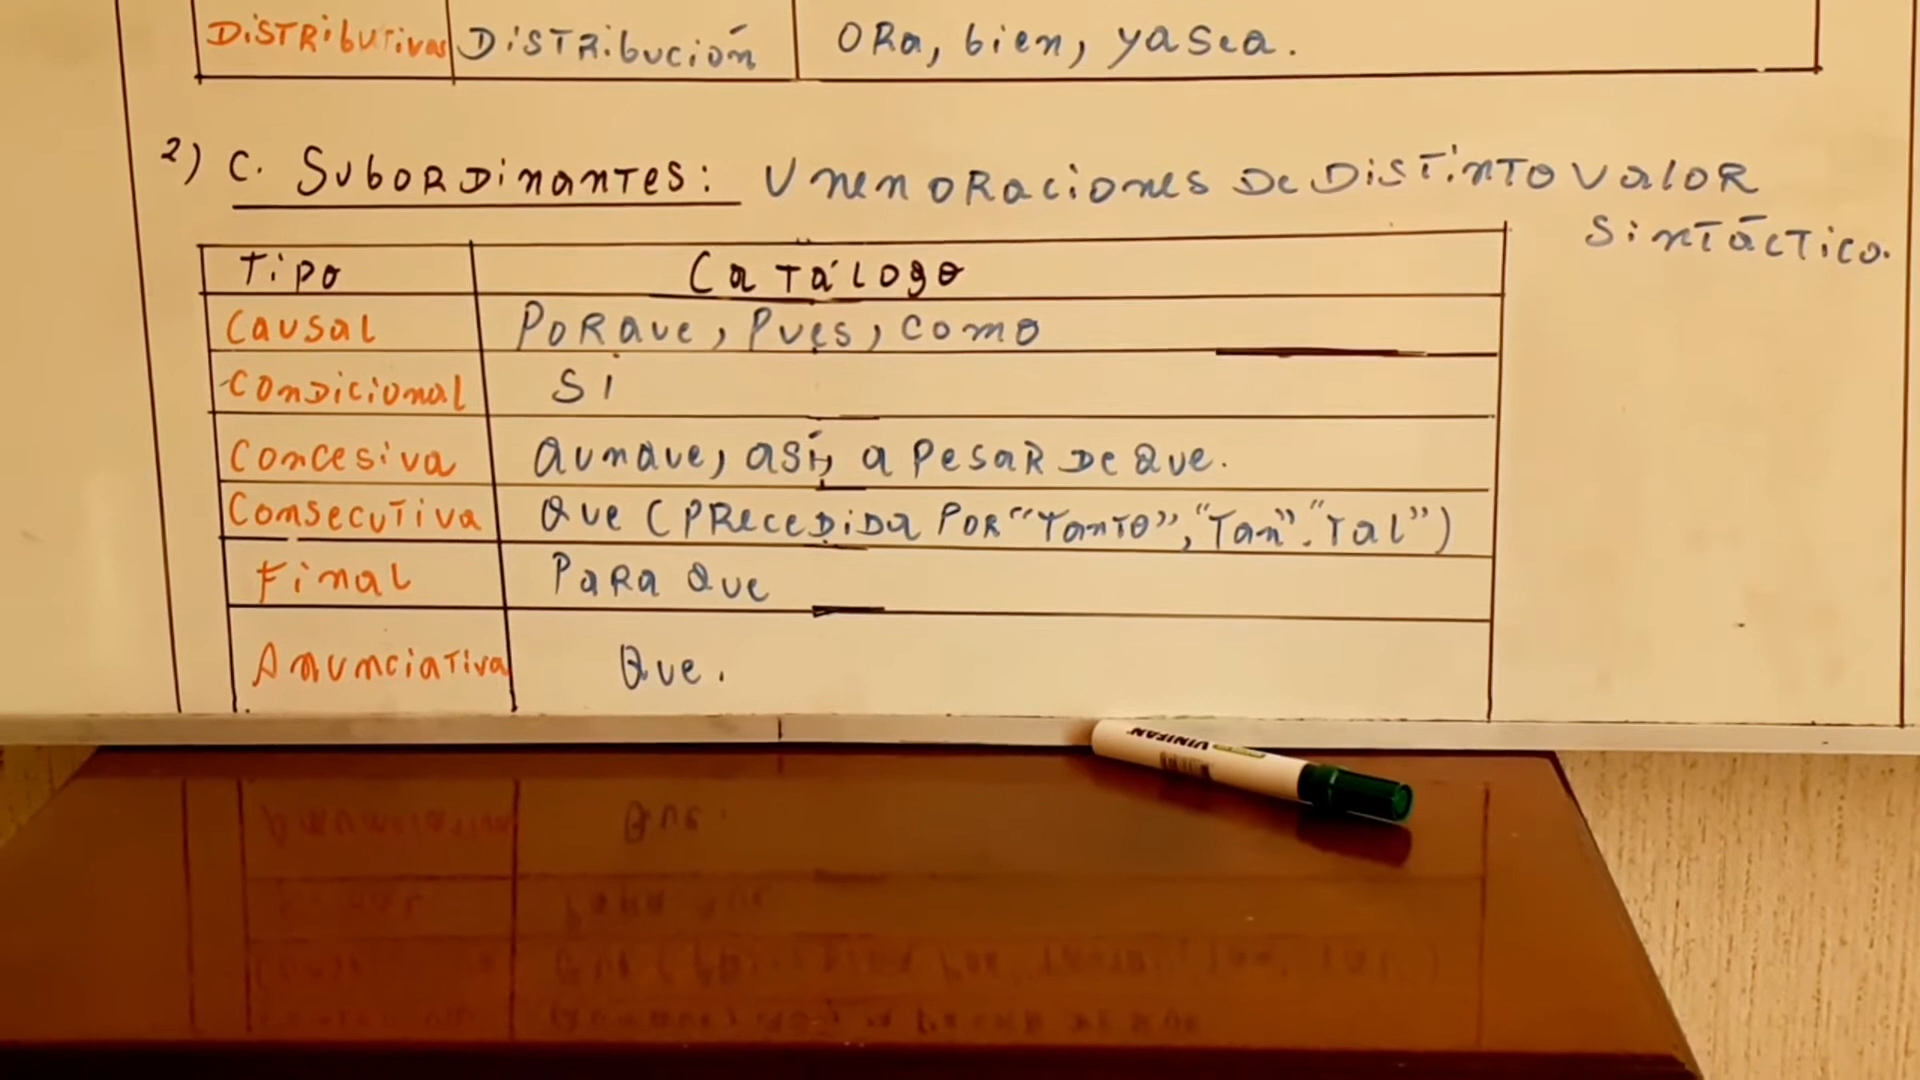 Distributivas Distribución Ora, bien, ya sea.
2) C. Subordinantes: Unen oraciones de distinto valor
sintáctico.
Tipo Catálogo
Causal Porque, Pues, como
Condicional Si
Concesiva Aunque, así, a pesar de que.
Consecutiva Que (precedida por "Tanto", "Tan". "Tal")
Final Para que
Anunciativa Que.
VINIFAN